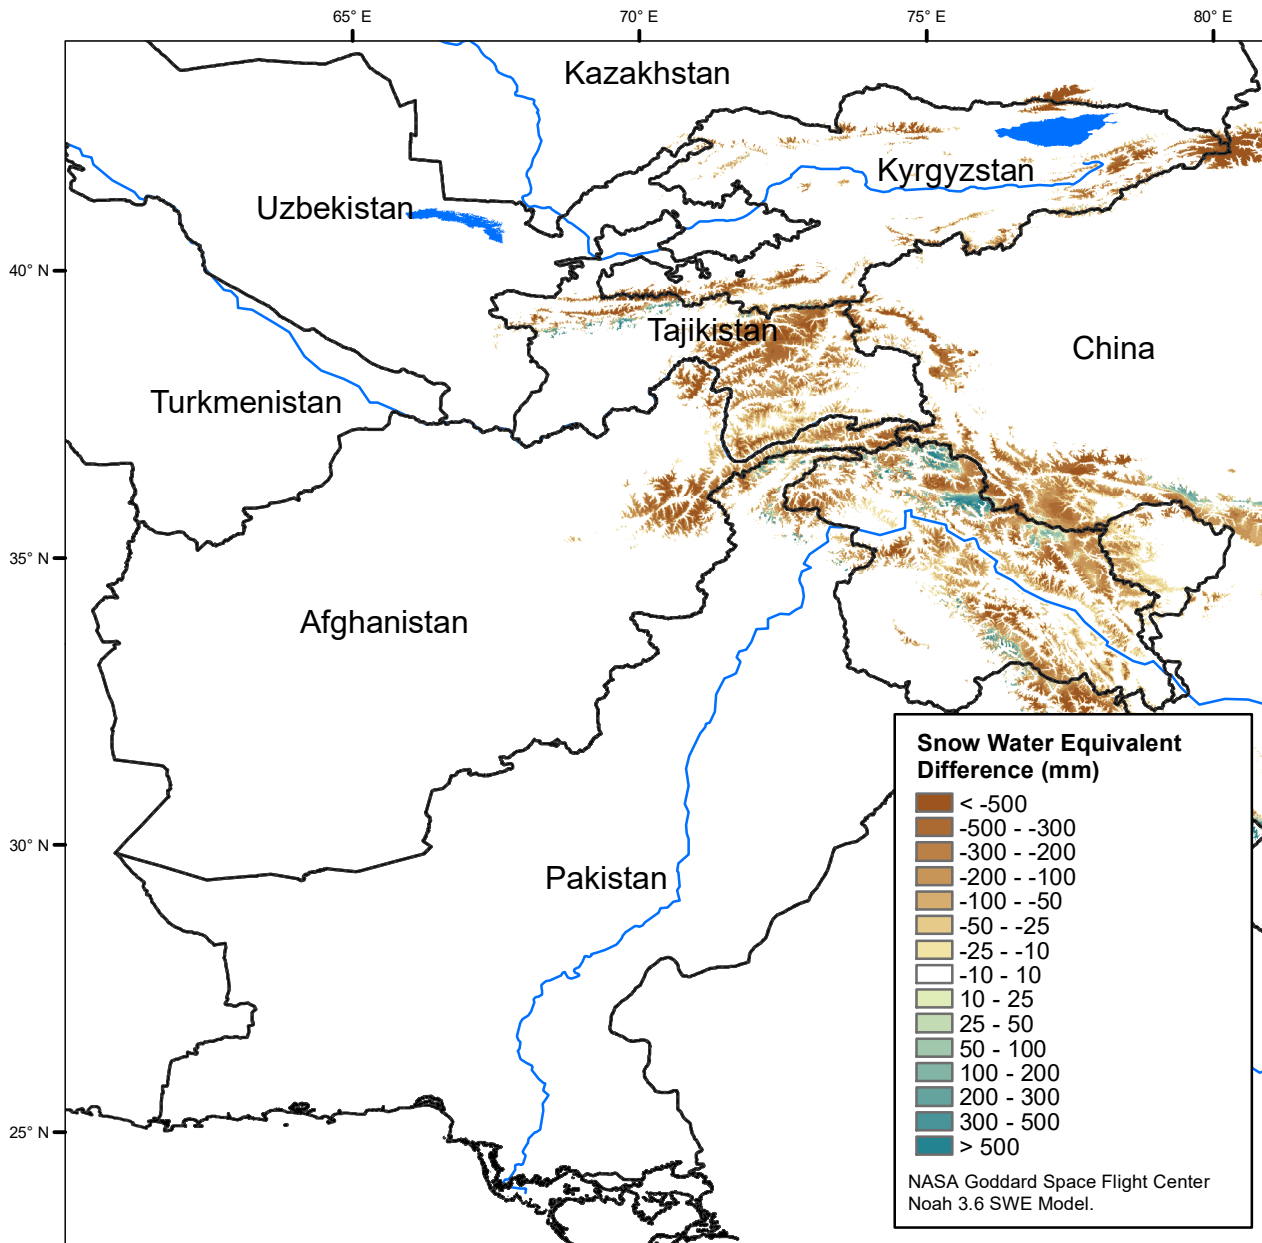 65° E
70° E
75° E
80° E
Kazakhstan
Kyrgyzstan
Uzbekistan
40° N
Tajikistan
China
Turkmenistan
35° N
Afghanistan
30° N
Pakistan
25° N
Snow Water Equivalent
Difference (mm)
< -500
-500 - -300
-300 - -200
-200 - -100
-100 - -50
-50 - -25
-25 - -10
-10 - 10
10 - 25
25 - 50
50 - 100
100 - 200
200 - 300
300 - 500
> 500
NASA Goddard Space Flight Center
Noah 3.6 SWE Model.